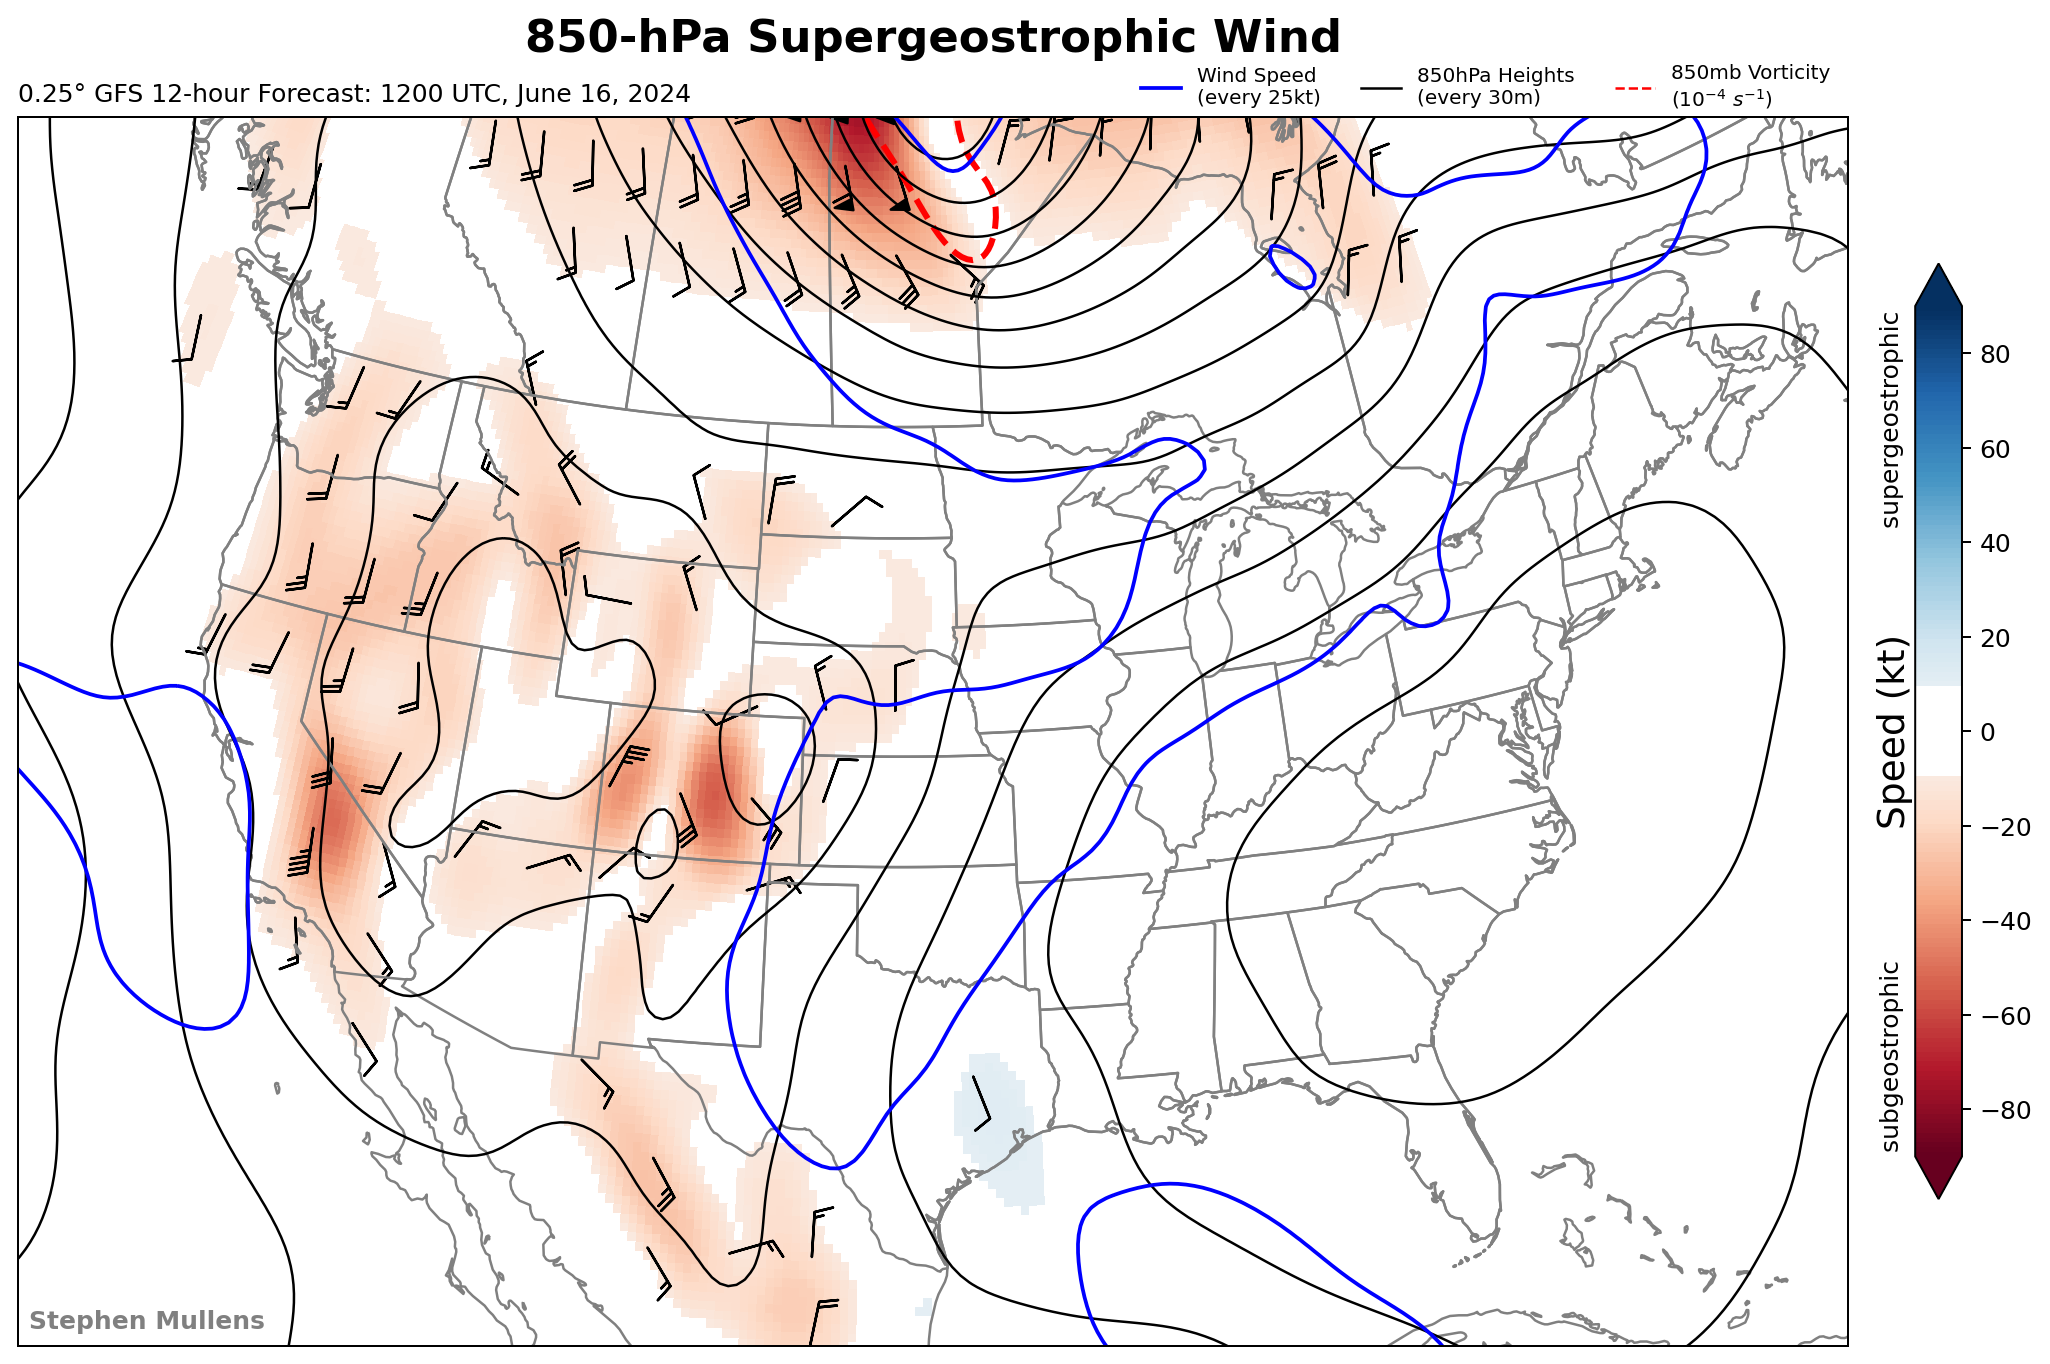 850-hPa Supergeostrophic Wind
0.25° GFS 12-hour Forecast: 1200 UTC, June 16, 2024
Wind Speed
(every 25kt)
850hPa Heights
(every 30m)
850mb Vorticity
(10⁻⁴ s⁻¹)
supergeostrophic
Speed (kt)
subgeostrophic
80
60
40
20
0
−20
−40
−60
−80
Stephen Mullens